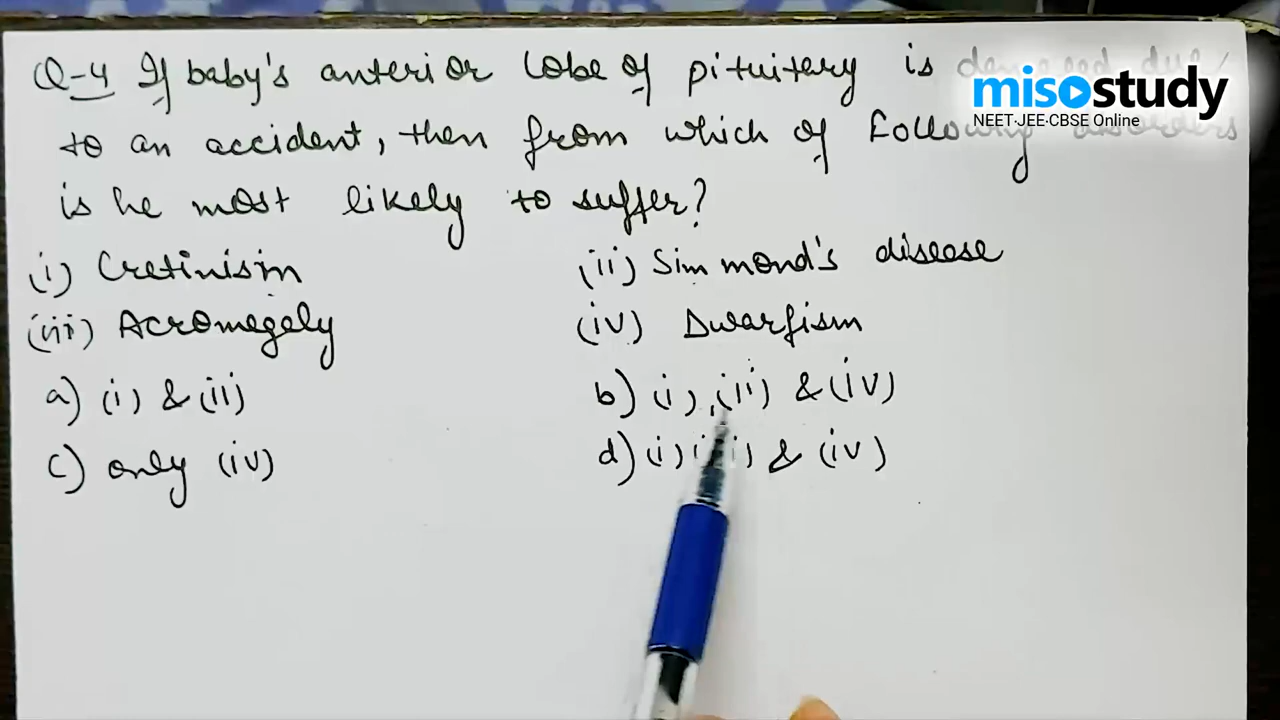 Q-4 If baby's anterior lobe of pituitary is
misostudy
NEET·JEE·CBSE Online
to an accident, then from which of
is he most likely to suffer?
(i) Cretinism (ii) Simmond's disease
(iii) Acromegely (iv) Dwarfism
a) (i) & (ii) b) (i), (ii) & (iv)
c) only (iv) d) (i) & (iv)